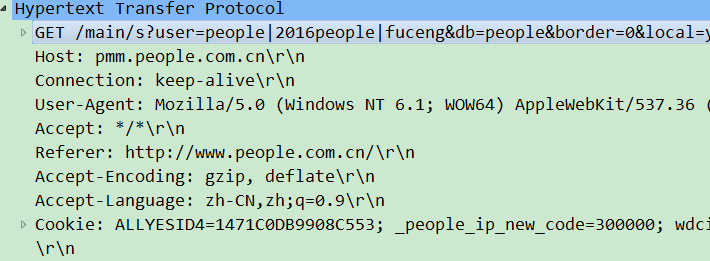 Hypertext Transfer Protocol
GET /main/s?user=people|2016people|fuceng&db=people&border=0&local=y
Host: pmm.people.com.cn\r\n
Connection: keep-alive\r\n
User-Agent: Mozilla/5.0 (Windows NT 6.1; WOW64) AppleWebKit/537.36 (
Accept: */*\r\n
Referer: http://www.people.com.cn/\r\n
Accept-Encoding: gzip, deflate\r\n
Accept-Language: zh-CN,zh;q=0.9\r\n
Cookie: ALLYESID4=1471C0DB9908C553; _people_ip_new_code=300000; wdci
\r\n